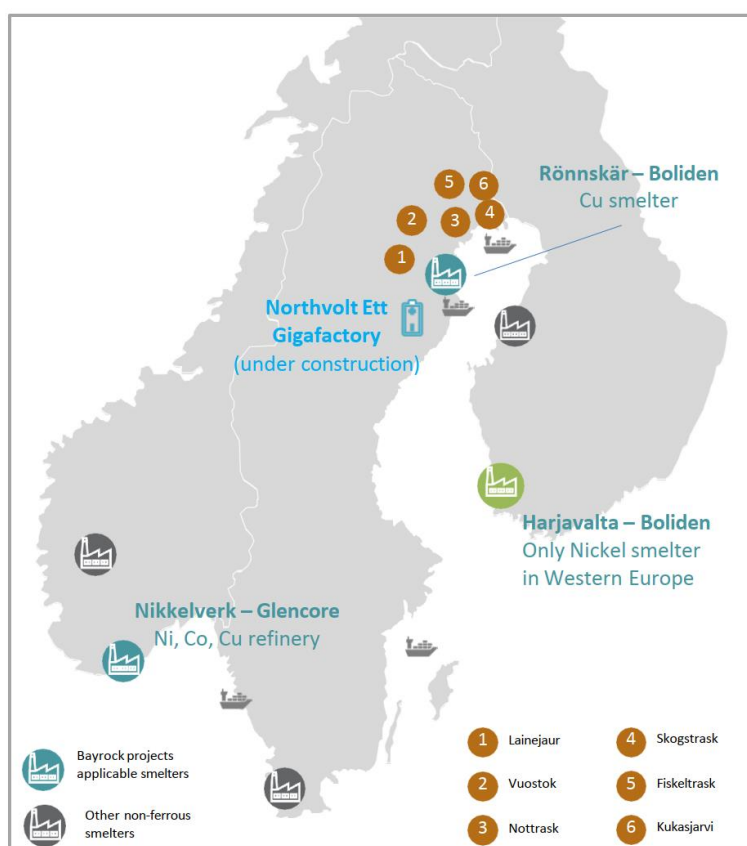 Rönnskär – Boliden
Cu smelter
5
6
2
3
4
1
Northvolt Ett
Gigafactory
(under construction)
Harjavalta – Boliden
Only Nickel smelter
in Western Europe
Nikkelverk – Glencore
Ni, Co, Cu refinery
Bayrock projects
applicable smelters
Other non-ferrous
smelters
1 Lainejaur
2 Vuostok
3 Nottrask
4 Skogstrask
5 Fiskeltrask
6 Kukasjarvi